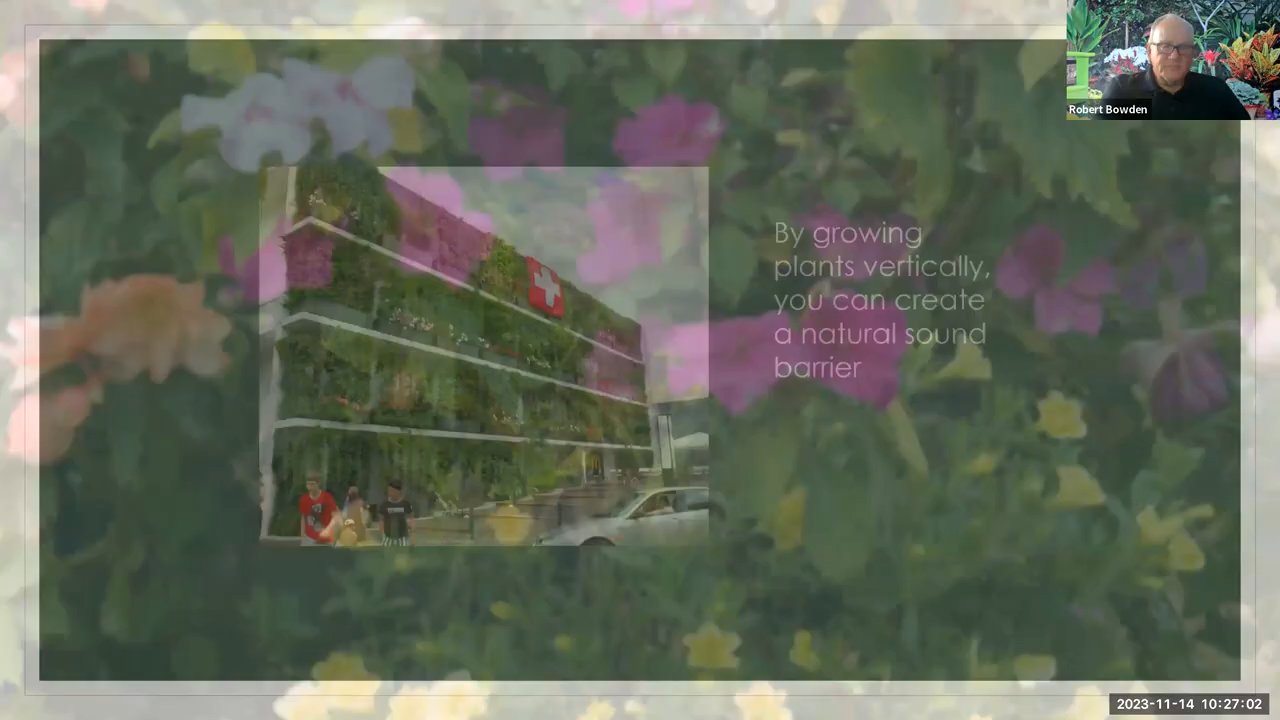 Robert Bowden
By growing
plants vertically,
you can create
a natural sound
barrier
2023-11-14 10:27:02